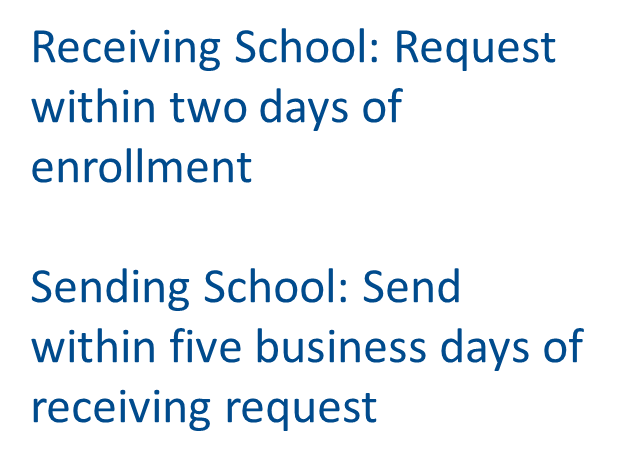 Receiving School: Request
within two days of
enrollment
Sending School: Send
within five business days of
receiving request